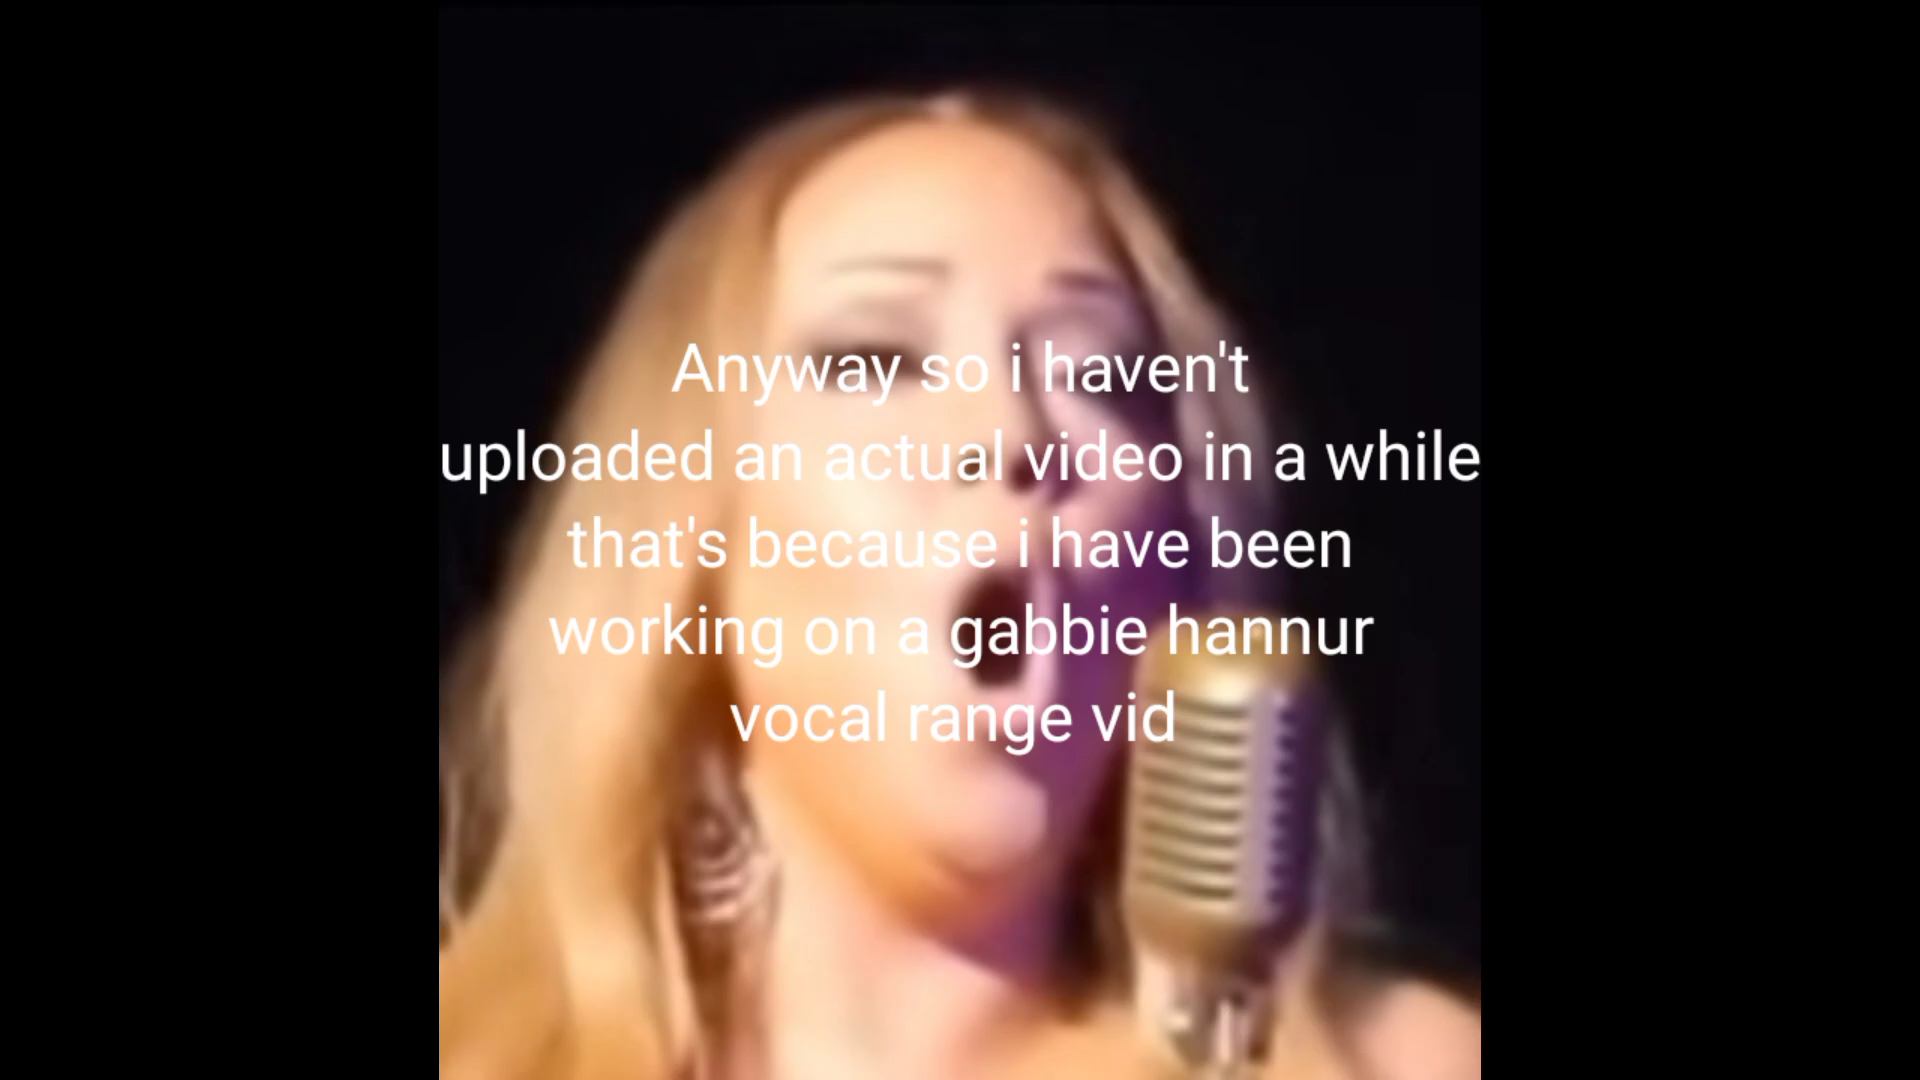 Anyway so i haven't
uploaded an actual video in a while
that's because i have been
working on a gabbie hannur
vocal range vid